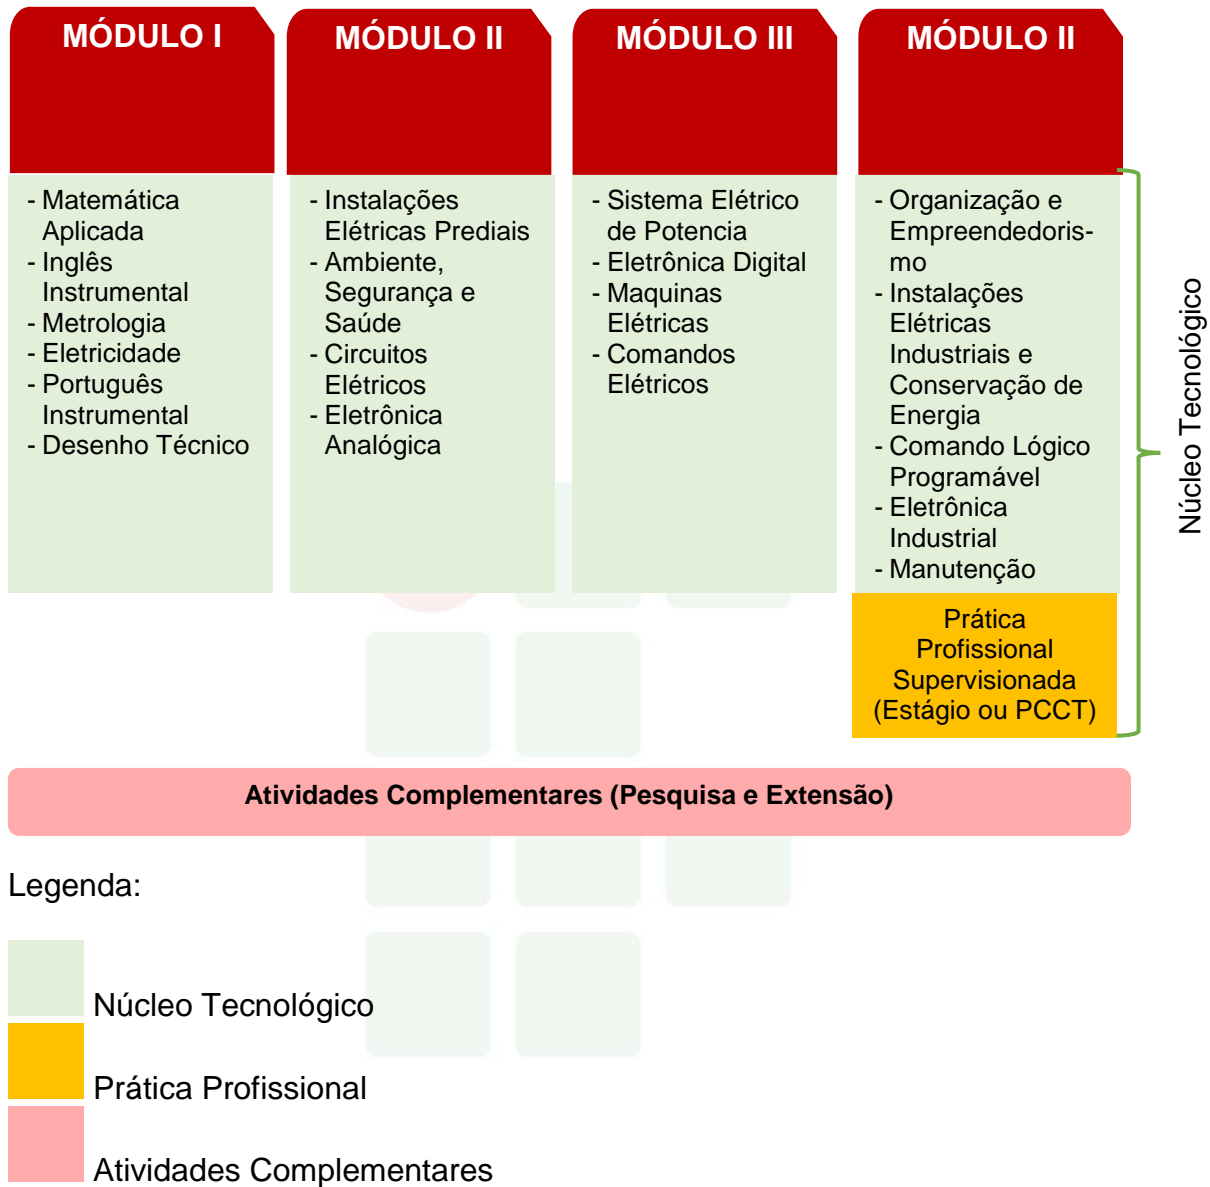 MÓDULO I
- Matemática
Aplicada
- Inglês
Instrumental
- Metrologia
- Eletricidade
- Português
Instrumental
- Desenho Técnico
MÓDULO II
- Instalações
Elétricas Prediais
- Ambiente,
Segurança e
Saúde
- Circuitos
Elétricos
- Eletrônica
Analógica
MÓDULO III
- Sistema Elétrico
de Potencia
- Eletrônica Digital
- Maquinas
Elétricas
- Comandos
Elétricos
MÓDULO II
- Organização e
Empreendedoris-
mo
- Instalações
Elétricas
Industriais e
Conservação de
Energia
- Comando Lógico
Programável
- Eletrônica
Industrial
- Manutenção
Prática
Profissional
Supervisionada
(Estágio ou PCCT)
Núcleo Tecnológico
Atividades Complementares (Pesquisa e Extensão)
Legenda:
Núcleo Tecnológico
Prática Profissional
Atividades Complementares